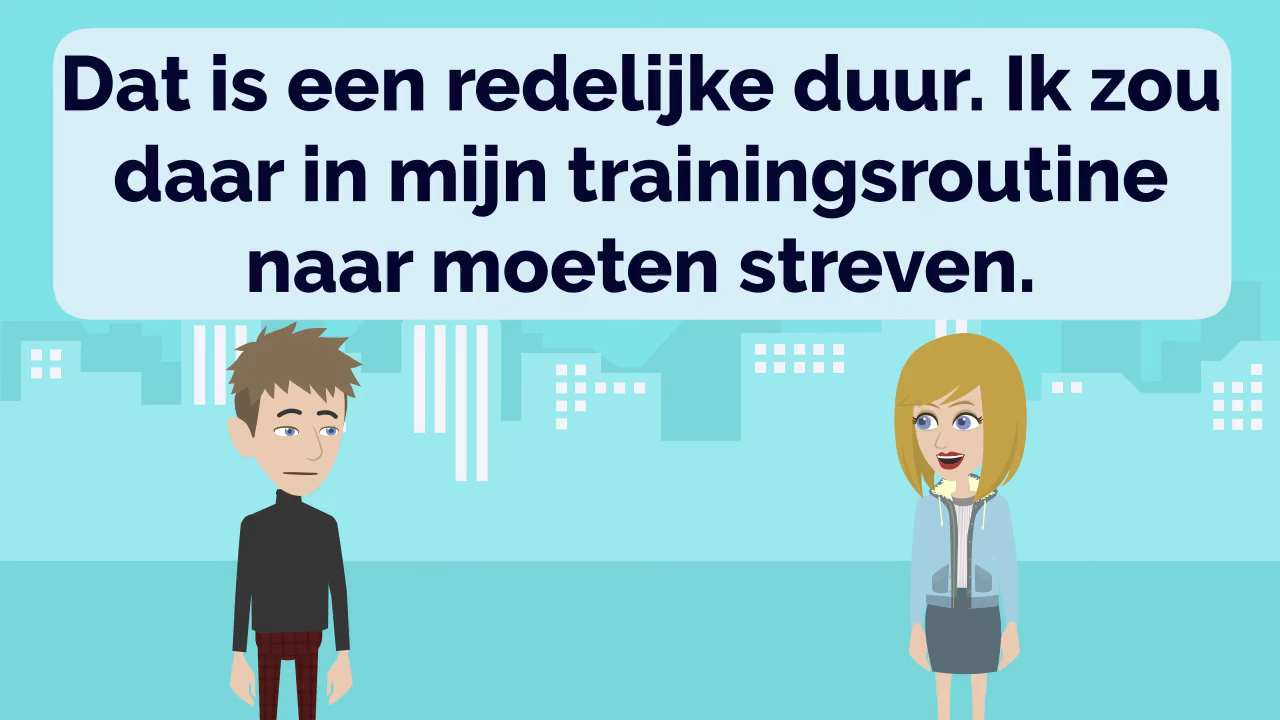 Dat is een redelijke duur. Ik zou
daar in mijn trainingsroutine
naar moeten streven.